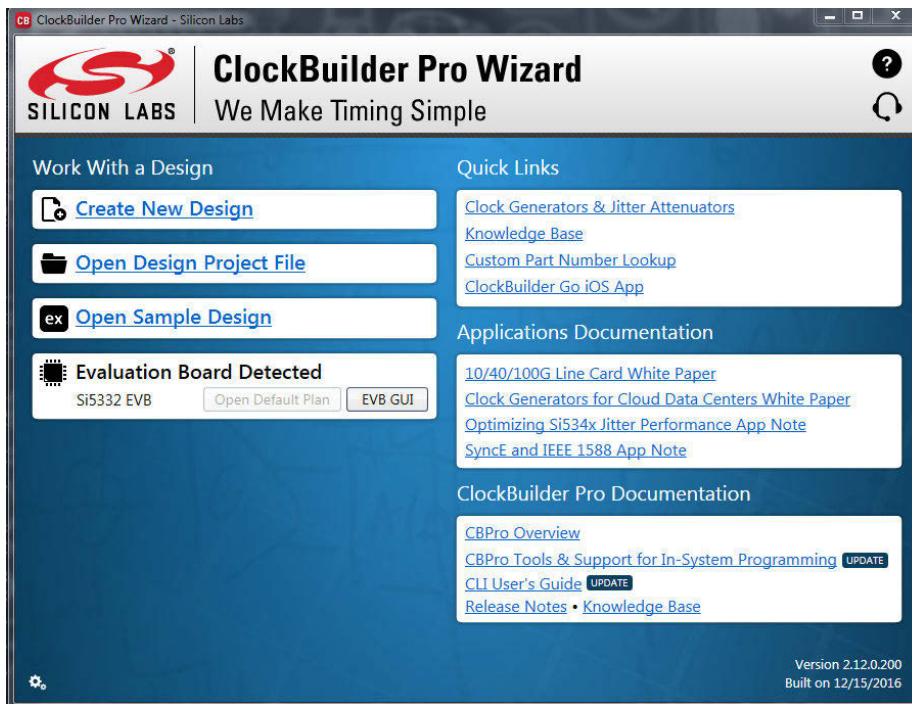 CB ClockBuilder Pro Wizard - Silicon Labs
SILICON LABS
®
ClockBuilder Pro Wizard
We Make Timing Simple
?
Work With a Design
Create New Design
Open Design Project File
ex Open Sample Design
Evaluation Board Detected
Si5332 EVB Open Default Plan EVB GUI
Quick Links
Clock Generators & Jitter Attenuators
Knowledge Base
Custom Part Number Lookup
ClockBuilder Go iOS App
Applications Documentation
10/40/100G Line Card White Paper
Clock Generators for Cloud Data Centers White Paper
Optimizing Si534x Jitter Performance App Note
SyncE and IEEE 1588 App Note
ClockBuilder Pro Documentation
CBPro Overview
CBPro Tools & Support for In-System Programming UPDATE
CLI User's Guide UPDATE
Release Notes • Knowledge Base
Version 2.12.0.200
Built on 12/15/2016